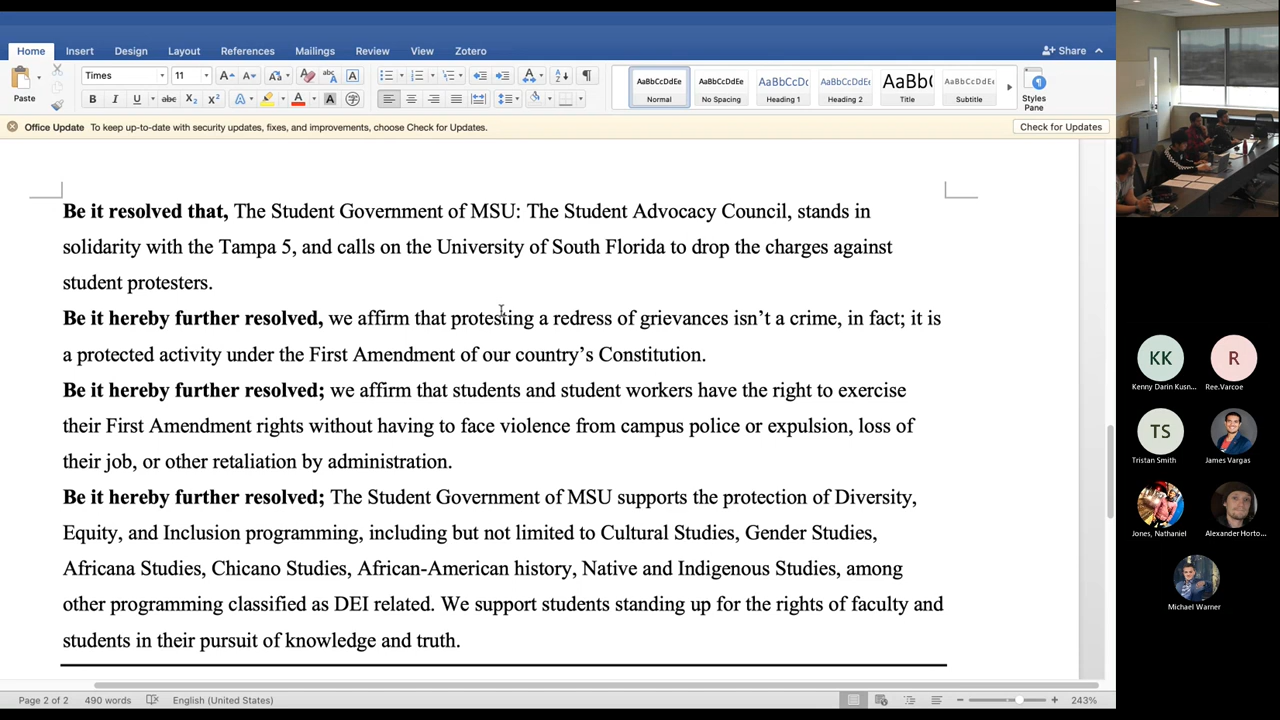 Home Insert Design Layout References Mailings Review View Zotero Share
Times 11
Paste
AaBbCcDdEe AaBbCcDdEe AaBbCcDc AaBbCcDdEe AaBb( AaBbCcDdEe
Normal No Spacing Heading 1 Heading 2 Title Subtitle
Styles Pane
Office Update To keep up-to-date with security updates, fixes, and improvements, choose Check for Updates. Check for Updates
Be it resolved that, The Student Government of MSU: The Student Advocacy Council, stands in
solidarity with the Tampa 5, and calls on the University of South Florida to drop the charges against
student protesters.
Be it hereby further resolved, we affirm that protesting a redress of grievances isn’t a crime, in fact; it is
a protected activity under the First Amendment of our country’s Constitution.
Be it hereby further resolved; we affirm that students and student workers have the right to exercise
their First Amendment rights without having to face violence from campus police or expulsion, loss of
their job, or other retaliation by administration.
Be it hereby further resolved; The Student Government of MSU supports the protection of Diversity,
Equity, and Inclusion programming, including but not limited to Cultural Studies, Gender Studies,
Africana Studies, Chicano Studies, African-American history, Native and Indigenous Studies, among
other programming classified as DEI related. We support students standing up for the rights of faculty and
students in their pursuit of knowledge and truth.
Page 2 of 2 490 words English (United States) 243%
KK R
Kenny Darin Kusn... Ree.Varcoe
TS
Tristan Smith James Vargas
Jones, Nathaniel Alexander Horto...
Michael Warner